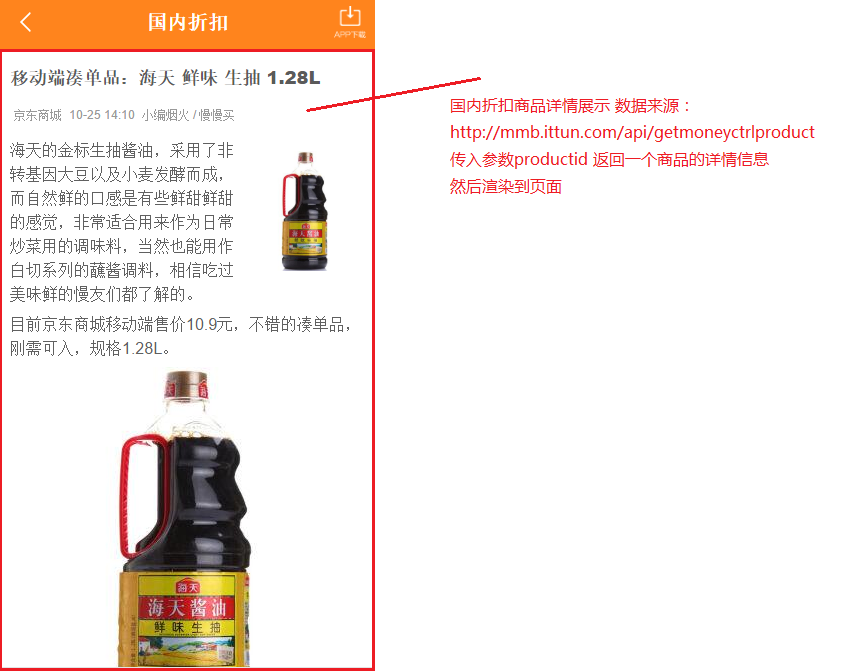 国内折扣
APP下载
移动端凑单品：海天 鲜味 生抽 1.28L
京东商城 10-25 14:10 小编烟火 / 慢慢买
海天的金标生抽酱油，采用了非
转基因大豆以及小麦发酵而成，
而自然鲜的口感是有些鲜甜鲜甜
的感觉，非常适合用来作为日常
炒菜用的调味料，当然也能用作
白切系列的蘸酱调料，相信吃过
美味鲜的慢友们都了解的。
目前京东商城移动端售价10.9元，不错的凑单品，
刚需可入，规格1.28L。
海天
海天酱油
鲜味生抽
国内折扣商品详情展示 数据来源：
http://mmb.ittun.com/api/getmoneyctrlproduct
传入参数productid 返回一个商品的详情信息
然后渲染到页面